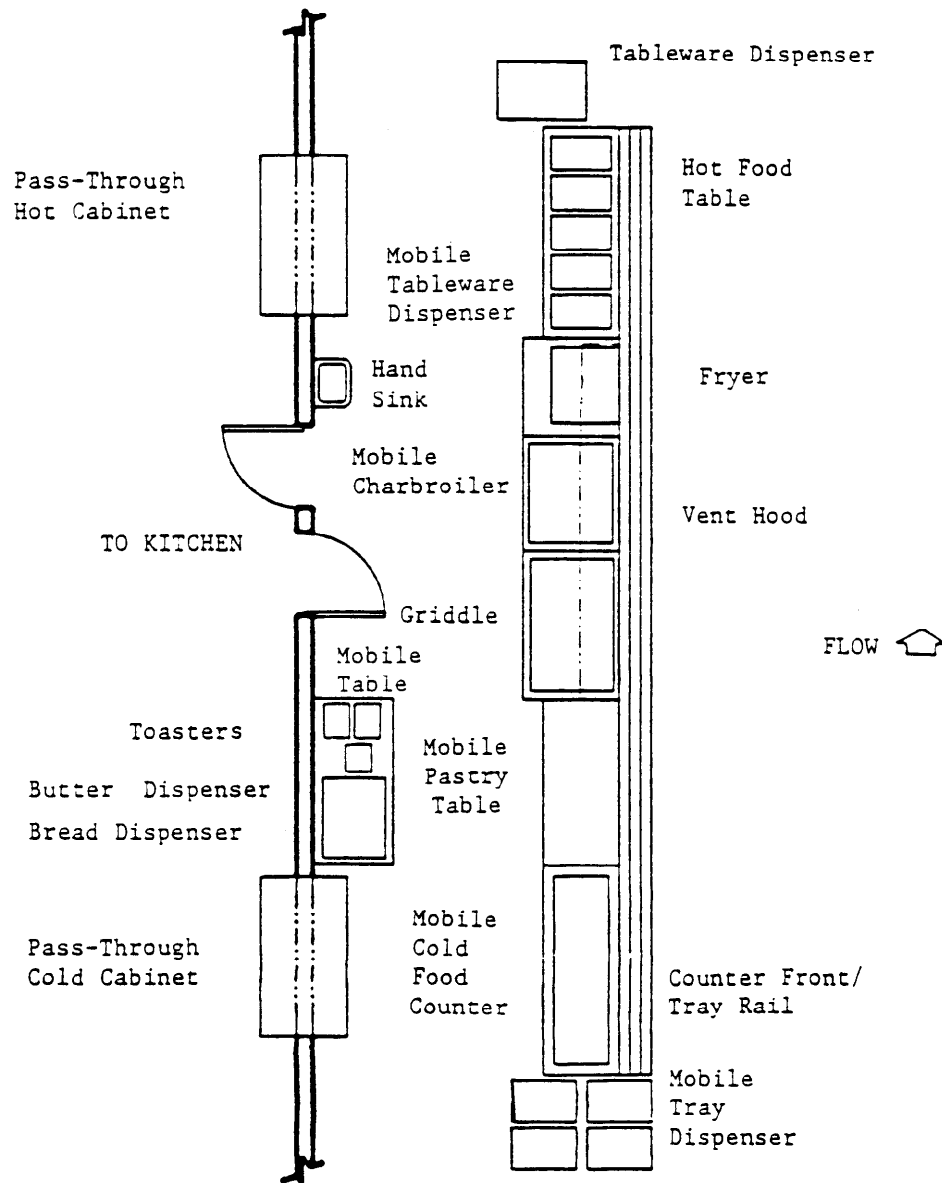 Tableware Dispenser
Pass-Through
Hot Cabinet
Hot Food
Table
Mobile
Tableware
Dispenser
Hand
Sink
Fryer
Mobile
Charbroiler
Vent Hood
TO KITCHEN
Griddle
FLOW
Mobile
Table
Toasters
Mobile
Pastry
Table
Butter Dispenser
Bread Dispenser
Pass-Through
Cold Cabinet
Mobile
Cold
Food
Counter
Counter Front/
Tray Rail
Mobile
Tray
Dispenser